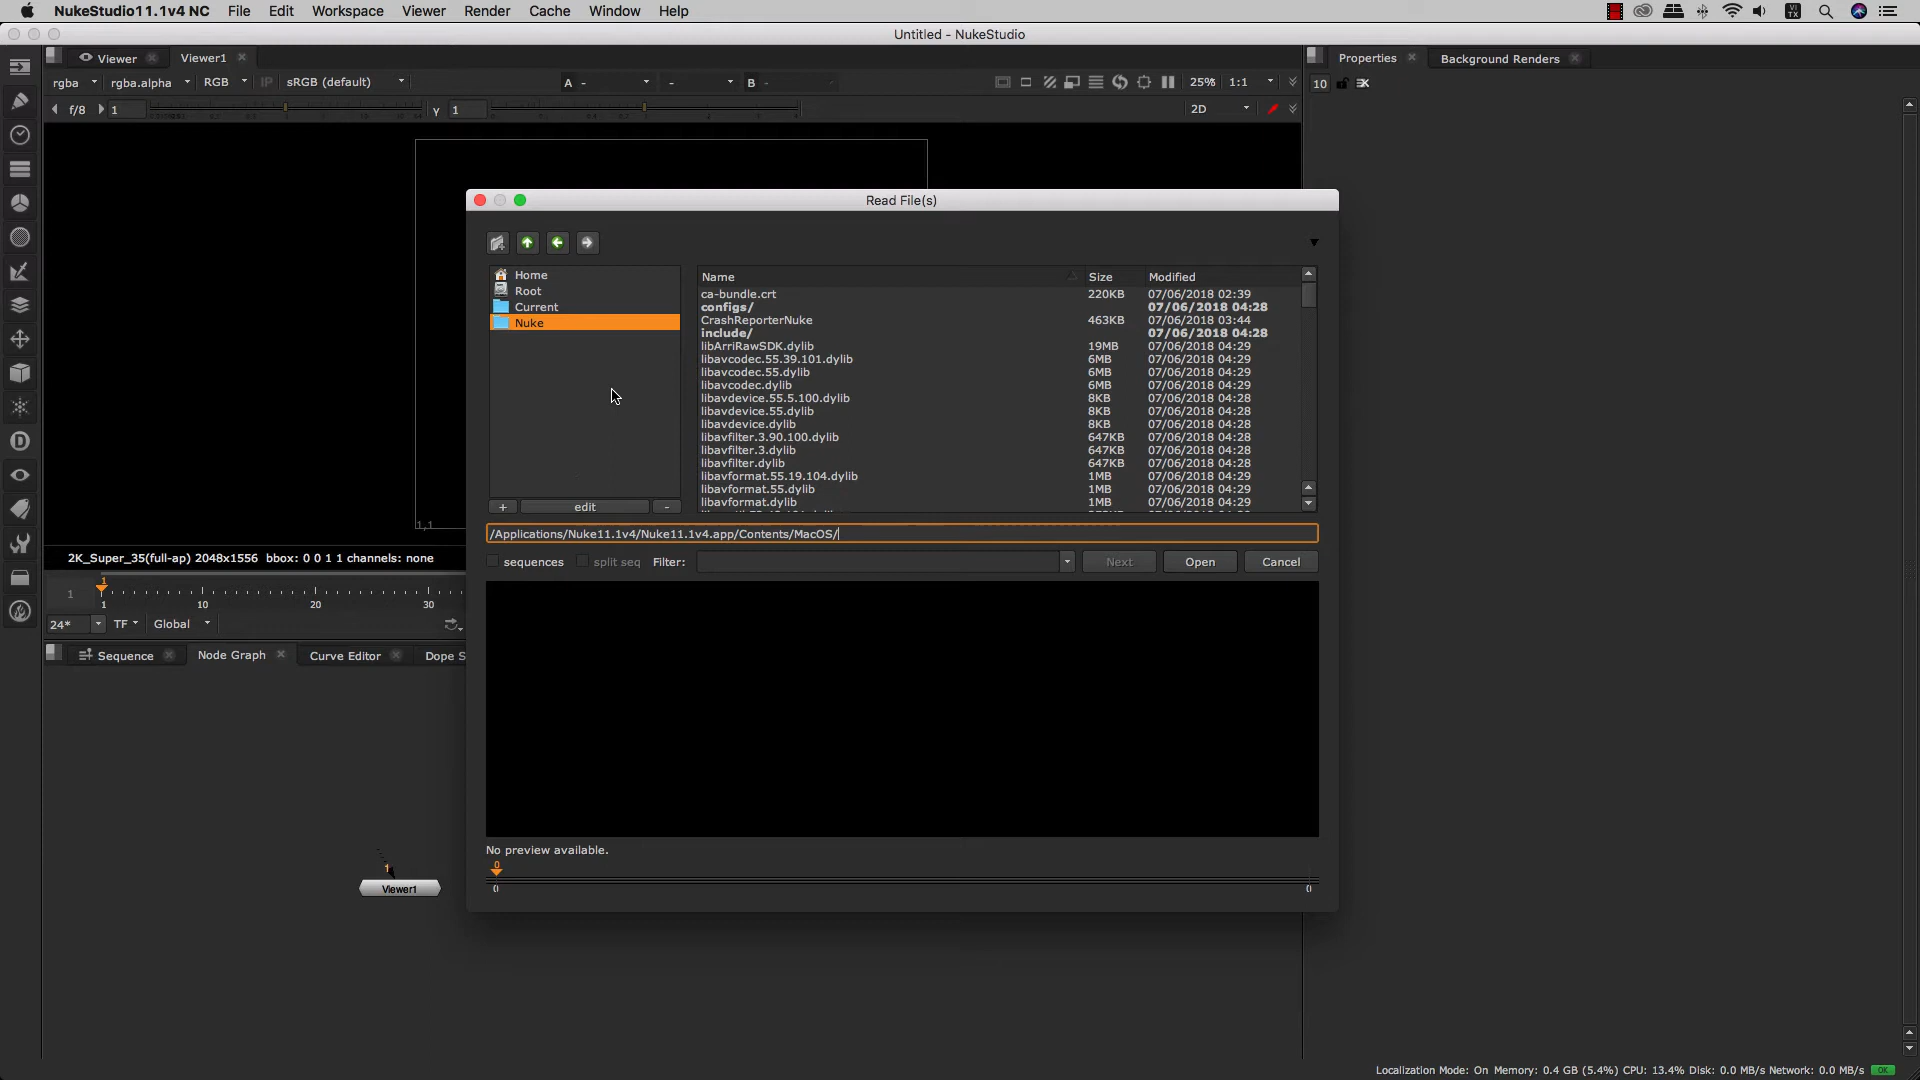 NukeStudio11.1v4 NC File Edit Workspace Viewer Render Cache Window Help
Untitled - NukeStudio
Viewer Viewer1 Properties Background Renders
rgba rgba.alpha RGB IP sRGB (default) A - - B - 25% 1:1 10
f/8 1 Y 1 2D
Read File(s)
Home
Root
Current
Nuke
+ edit -
Name Size Modified
ca-bundle.crt 220KB 07/06/2018 02:39
configs/ 07/06/2018 04:28
CrashReporterNuke 463KB 07/06/2018 03:44
include/ 07/06/2018 04:28
libArriRawSDK.dylib 19MB 07/06/2018 04:29
libavcodec.55.39.101.dylib 6MB 07/06/2018 04:29
libavcodec.55.dylib 6MB 07/06/2018 04:29
libavcodec.dylib 6MB 07/06/2018 04:29
libavdevice.55.5.100.dylib 8KB 07/06/2018 04:28
libavdevice.55.dylib 8KB 07/06/2018 04:28
libavdevice.dylib 8KB 07/06/2018 04:28
libavfilter.3.90.100.dylib 647KB 07/06/2018 04:28
libavfilter.3.dylib 647KB 07/06/2018 04:28
libavfilter.dylib 647KB 07/06/2018 04:28
libavformat.55.19.104.dylib 1MB 07/06/2018 04:29
libavformat.55.dylib 1MB 07/06/2018 04:29
libavformat.dylib 1MB 07/06/2018 04:29
/Applications/Nuke11.1v4/Nuke11.1v4.app/Contents/MacOS/
sequences split seq Filter: Next Open Cancel
No preview available.
0
0 0
1,1
2K_Super_35(full-ap) 2048x1556 bbox: 0 0 1 1 channels: none
1
1 1 10 20 30
24* TF Global
Sequence Node Graph Curve Editor Dope S
1
Viewer1
Localization Mode: On Memory: 0.4 GB (5.4%) CPU: 13.4% Disk: 0.0 MB/s Network: 0.0 MB/s OK